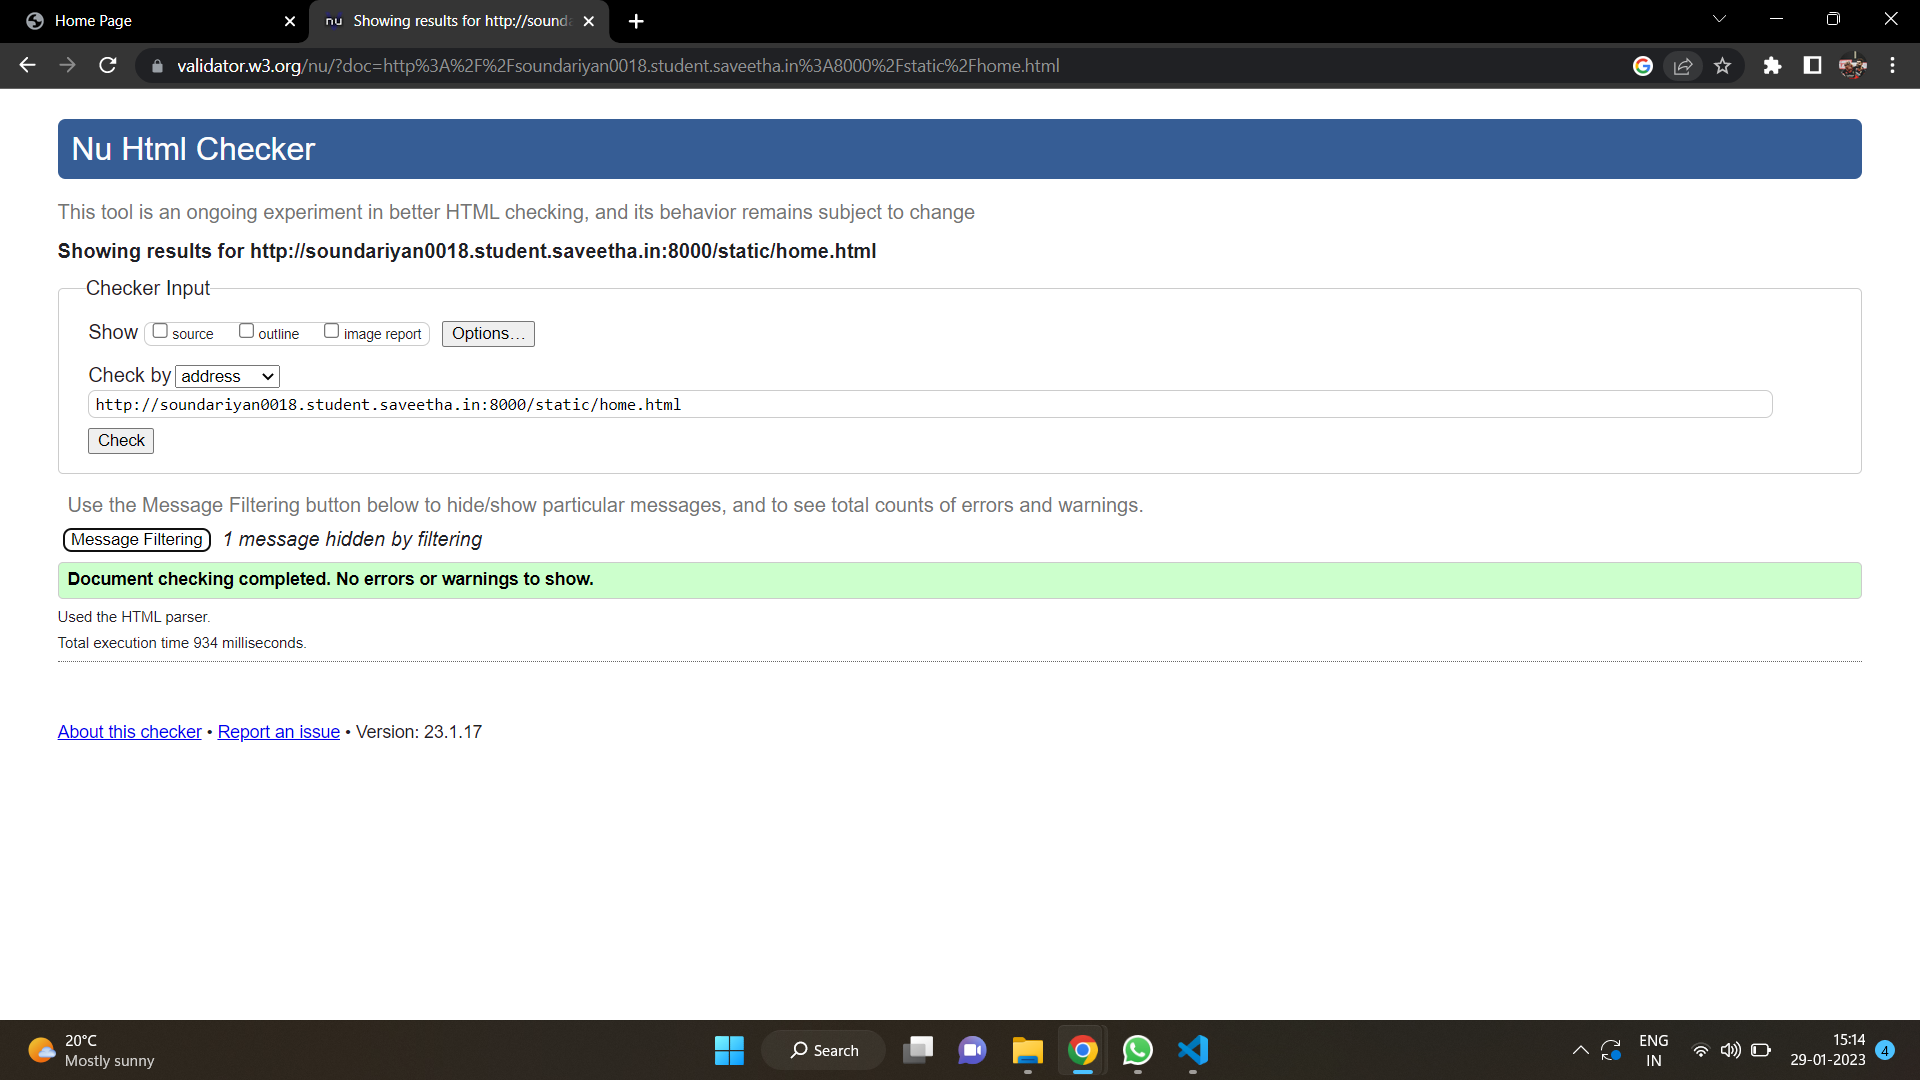 Home Page
nu Showing results for http://sound
validator.w3.org/nu/?doc=http%3A%2F%2Fsoundariyan0018.student.saveetha.in%3A8000%2Fstatic%2Fhome.html
Nu Html Checker
This tool is an ongoing experiment in better HTML checking, and its behavior remains subject to change
Showing results for http://soundariyan0018.student.saveetha.in:8000/static/home.html
Checker Input
Show source outline image report Options...
Check by address
http://soundariyan0018.student.saveetha.in:8000/static/home.html
Check
Use the Message Filtering button below to hide/show particular messages, and to see total counts of errors and warnings.
Message Filtering 1 message hidden by filtering
Document checking completed. No errors or warnings to show.
Used the HTML parser.
Total execution time 934 milliseconds.
About this checker • Report an issue • Version: 23.1.17
20°C
Mostly sunny
Search
ENG
IN
15:14
29-01-2023
4